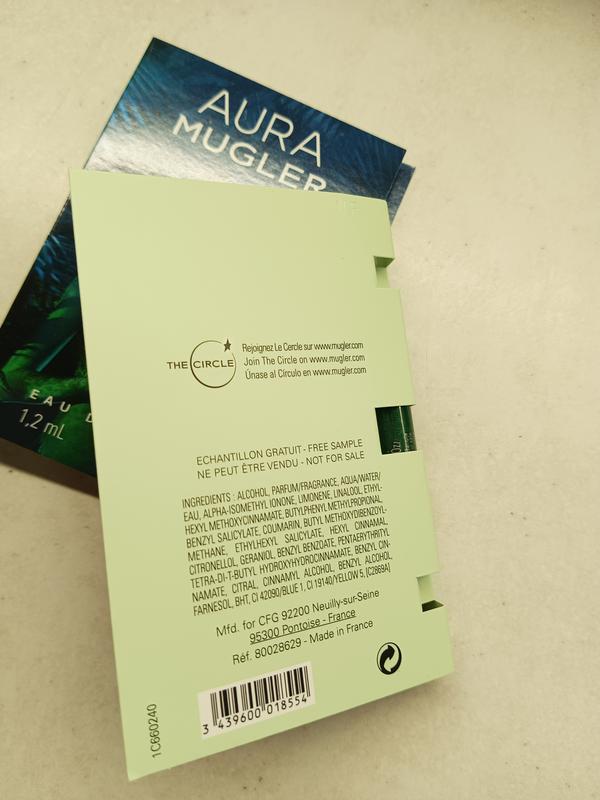 AURA
MUGLER
EAU D
1,2 mL
THE CIRCLE
Rejoignez Le Cercle sur www.mugler.com
Join The Circle on www.mugler.com
Únase al Círculo en www.mugler.com
ECHANTILLON GRATUIT - FREE SAMPLE
NE PEUT ÊTRE VENDU - NOT FOR SALE
INGREDIENTS : ALCOHOL, PARFUM/FRAGRANCE, AQUA/WATER/
EAU, ALPHA-ISOMETHYL IONONE, LIMONENE, LINALOOL, ETHYL-
HEXYL METHOXYCINNAMATE, BUTYLPHENYL METHYLPROPIONAL,
BENZYL SALICYLATE, COUMARIN, BUTYL METHOXYDIBENZOYL-
METHANE, ETHYLHEXYL SALICYLATE, HEXYL CINNAMAL,
CITRONELLOL, GERANIOL, BENZYL BENZOATE, PENTAERYTHRITYL
TETRA-DI-T-BUTYL HYDROXYHYDROCINNAMATE, BENZYL CIN-
NAMATE, CITRAL, CINNAMYL ALCOHOL, BENZYL ALCOHOL,
FARNESOL, BHT, CI 42090/BLUE 1, CI 19140/YELLOW 5, [C2869A]
Mfd. for CFG 92200 Neuilly-sur-Seine
95300 Pontoise - France
Réf. 80028629 - Made in France
3 439600 018554
1C660240